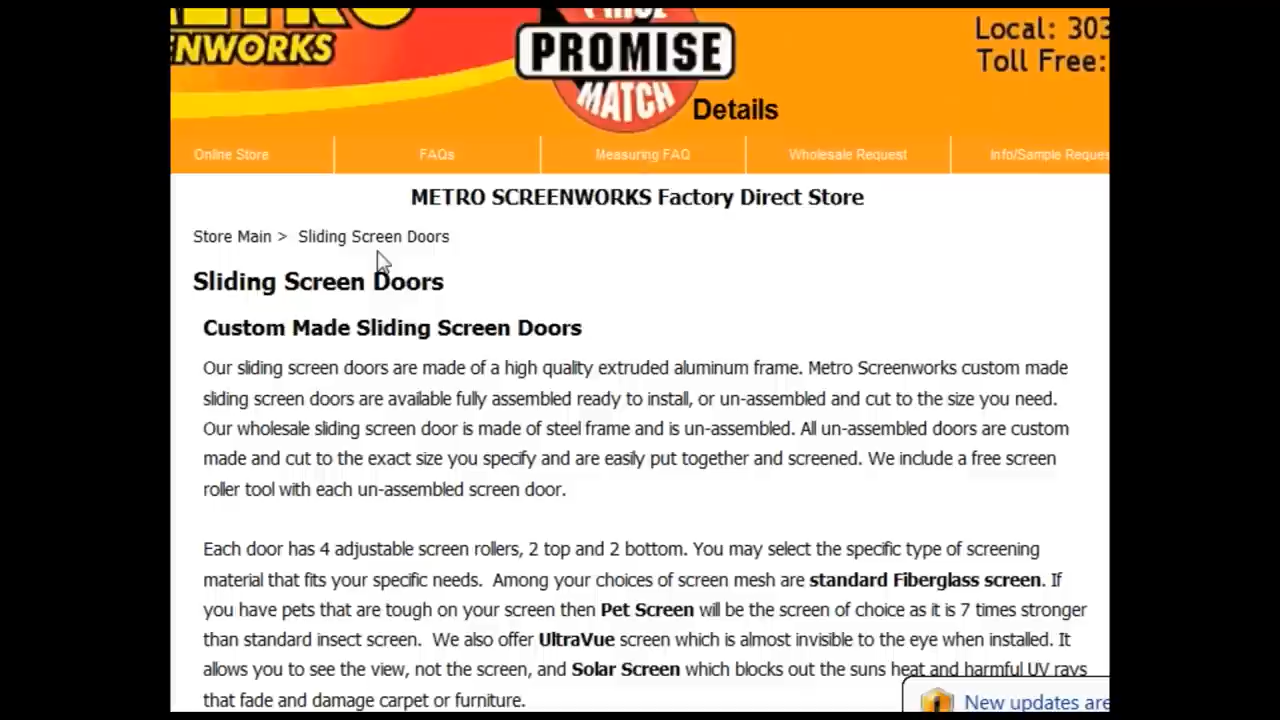 ENWORKS
PROMISE
MATCH
Details
Local: 303
Toll Free:
Online Store
FAQs
Measuring FAQ
Wholesale Request
Info/Sample Reques
METRO SCREENWORKS Factory Direct Store
Store Main > Sliding Screen Doors
Sliding Screen Doors
Custom Made Sliding Screen Doors
Our sliding screen doors are made of a high quality extruded aluminum frame. Metro Screenworks custom made
sliding screen doors are available fully assembled ready to install, or un-assembled and cut to the size you need.
Our wholesale sliding screen door is made of steel frame and is un-assembled. All un-assembled doors are custom
made and cut to the exact size you specify and are easily put together and screened. We include a free screen
roller tool with each un-assembled screen door.
Each door has 4 adjustable screen rollers, 2 top and 2 bottom. You may select the specific type of screening
material that fits your specific needs. Among your choices of screen mesh are standard Fiberglass screen. If
you have pets that are tough on your screen then Pet Screen will be the screen of choice as it is 7 times stronger
than standard insect screen. We also offer UltraVue screen which is almost invisible to the eye when installed. It
allows you to see the view, not the screen, and Solar Screen which blocks out the suns heat and harmful UV rays
that fade and damage carpet or furniture.
New updates are